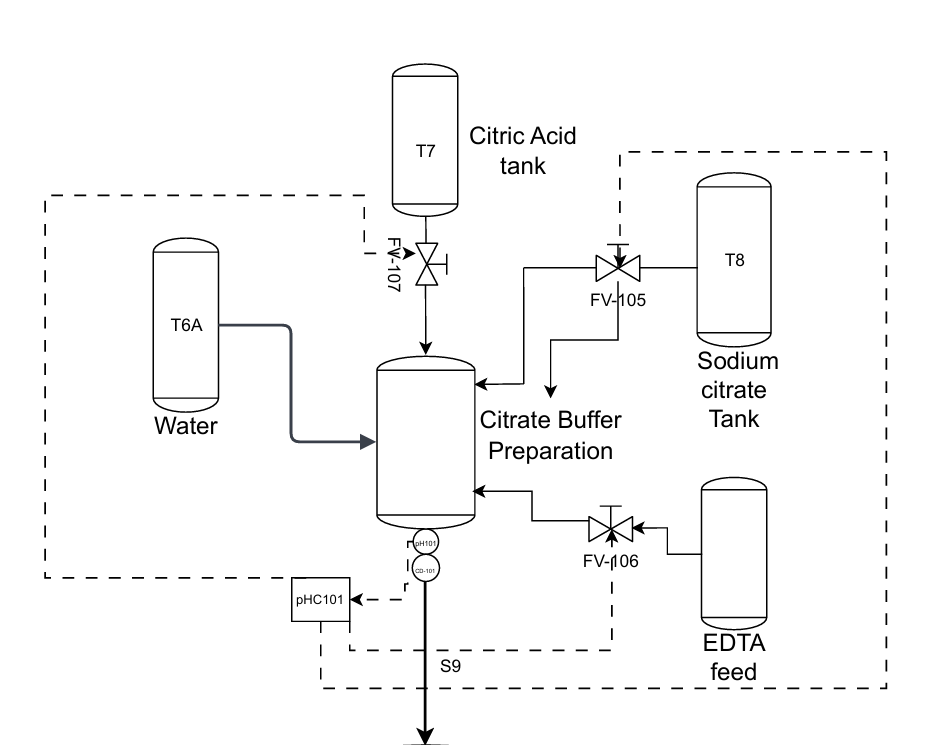 T7
Citric Acid
tank
FV-107
T8
FV-105
T6A
Sodium
citrate
Tank
Water
Citrate Buffer
Preparation
pH101
FV-106
CD-101
pHC101
EDTA
feed
S9